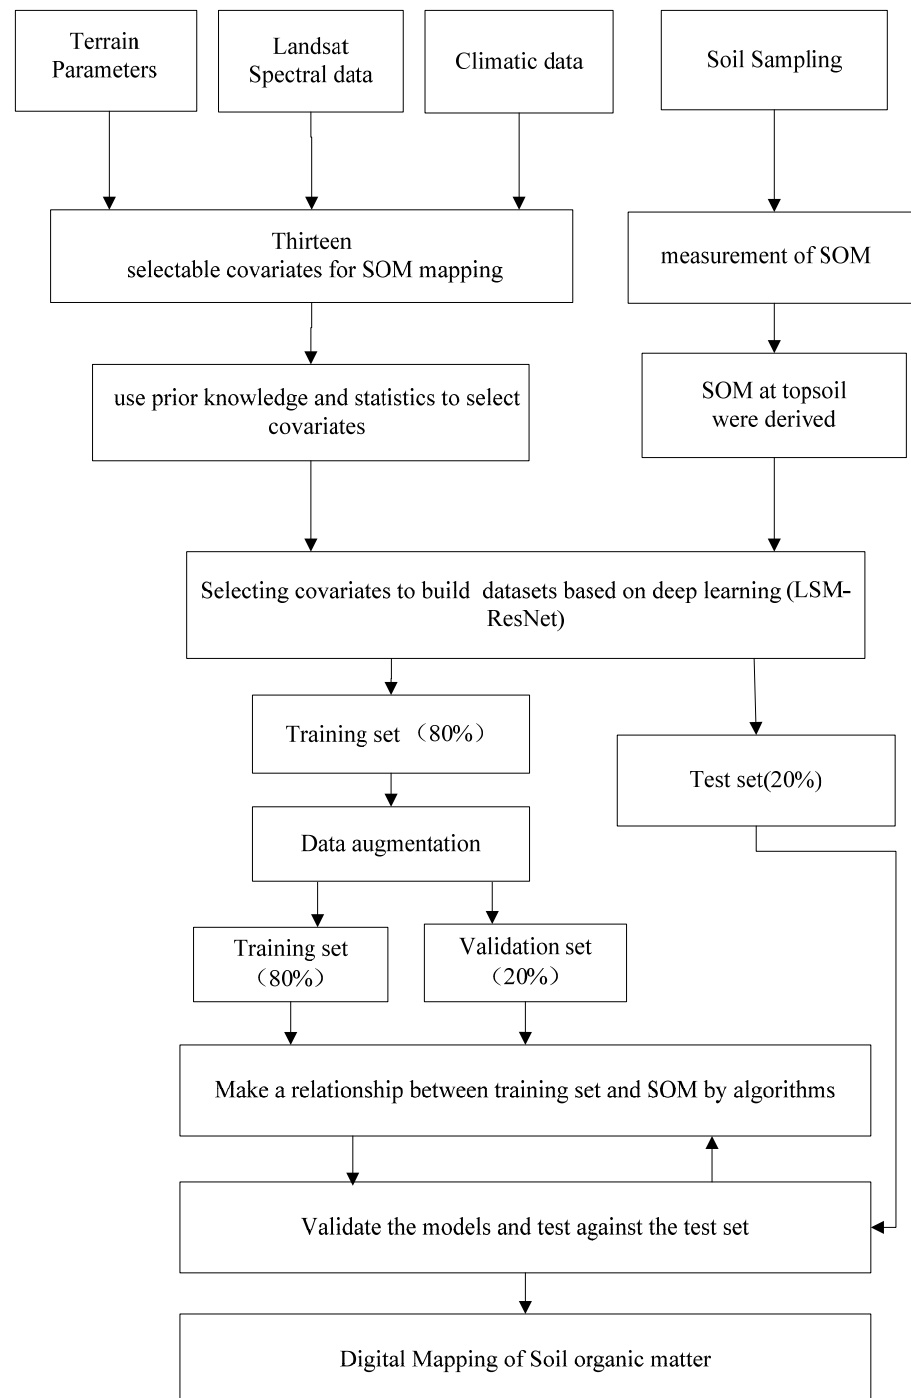 Terrain
Parameters
Landsat
Spectral data
Climatic data
Soil Sampling
Thirteen
selectable covariates for SOM mapping
measurement of SOM
use prior knowledge and statistics to select
covariates
SOM at topsoil
were derived
Selecting covariates to build  datasets based on deep learning (LSM-
ResNet)
Training set （80%）
Test set(20%)
Data augmentation
Training set
（80%）
Validation set
（20%）
Make a relationship between training set and SOM by algorithms
Validate the models and test against the test set
Digital Mapping of Soil organic matter